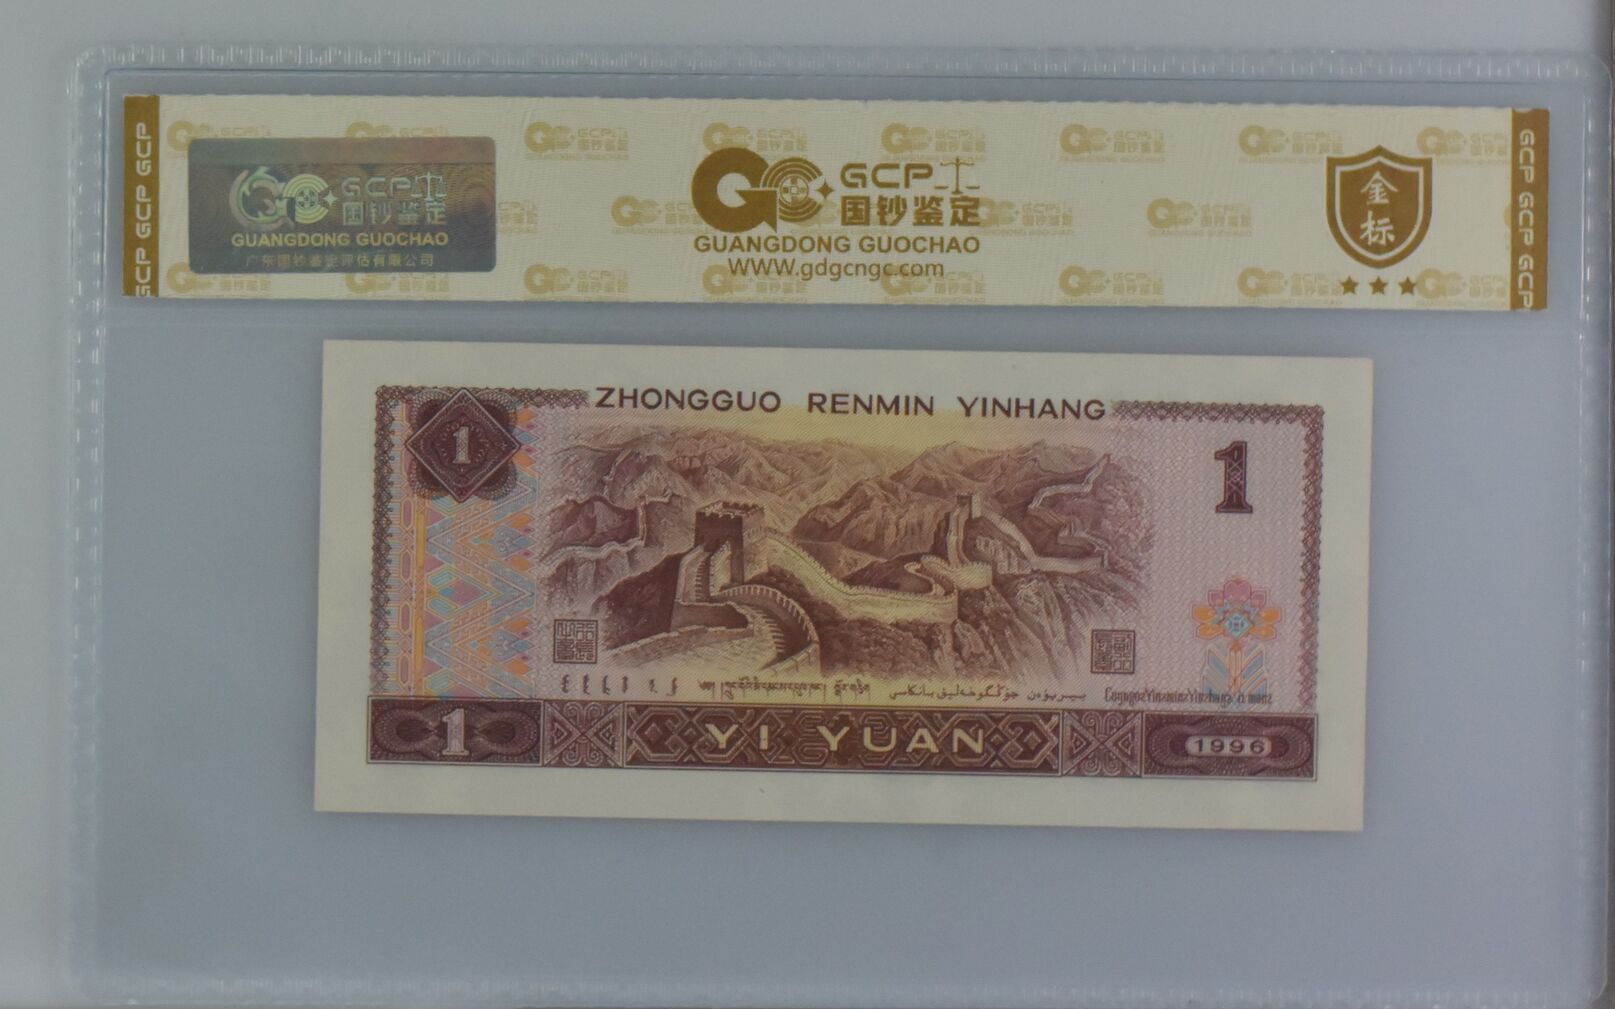 GCP GCP GCP
GCP
国钞鉴定
GUANGDONG GUOCHAO
广东国钞鉴定评估有限公司
GCP
国钞鉴定
GUANGDONG GUOCHAO
WWW.gdgcngc.com
金标
GCP GCP GCP
ZHONGGUO RENMIN YINHANG
1
1
1
YI YUAN
1996